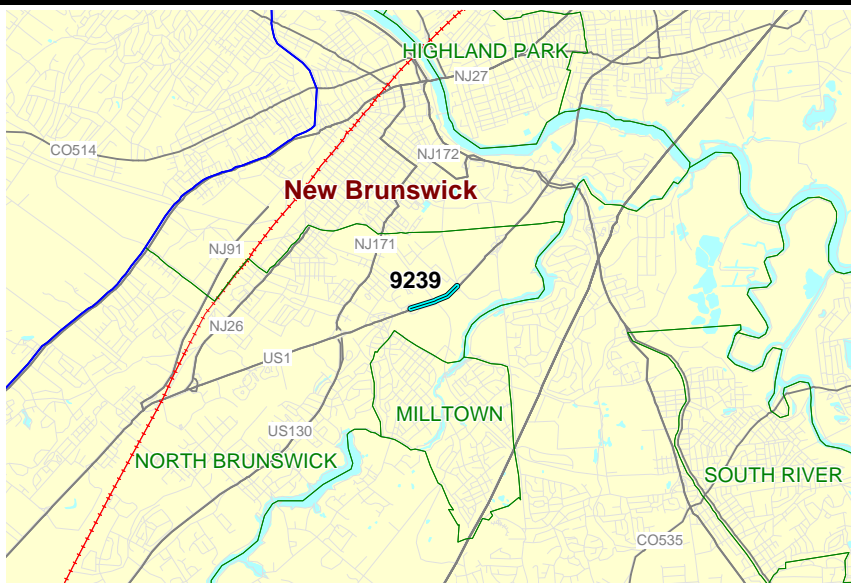 HIGHLAND PARK
NJ27
CO514
NJ172
New Brunswick
NJ91
NJ171
9239
NJ26
US1
MILLTOWN
US130
NORTH BRUNSWICK
SOUTH RIVER
CO535